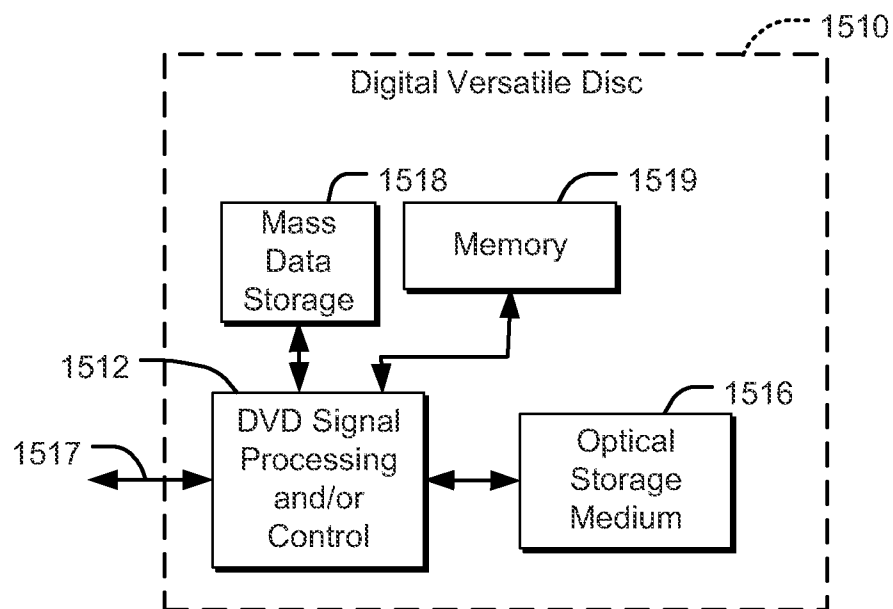 1510
Digital Versatile Disc
1518
1519
Mass
Data
Storage
Memory
1512
1516
DVD Signal
Processing
and/or
Control
1517
Optical
Storage
Medium